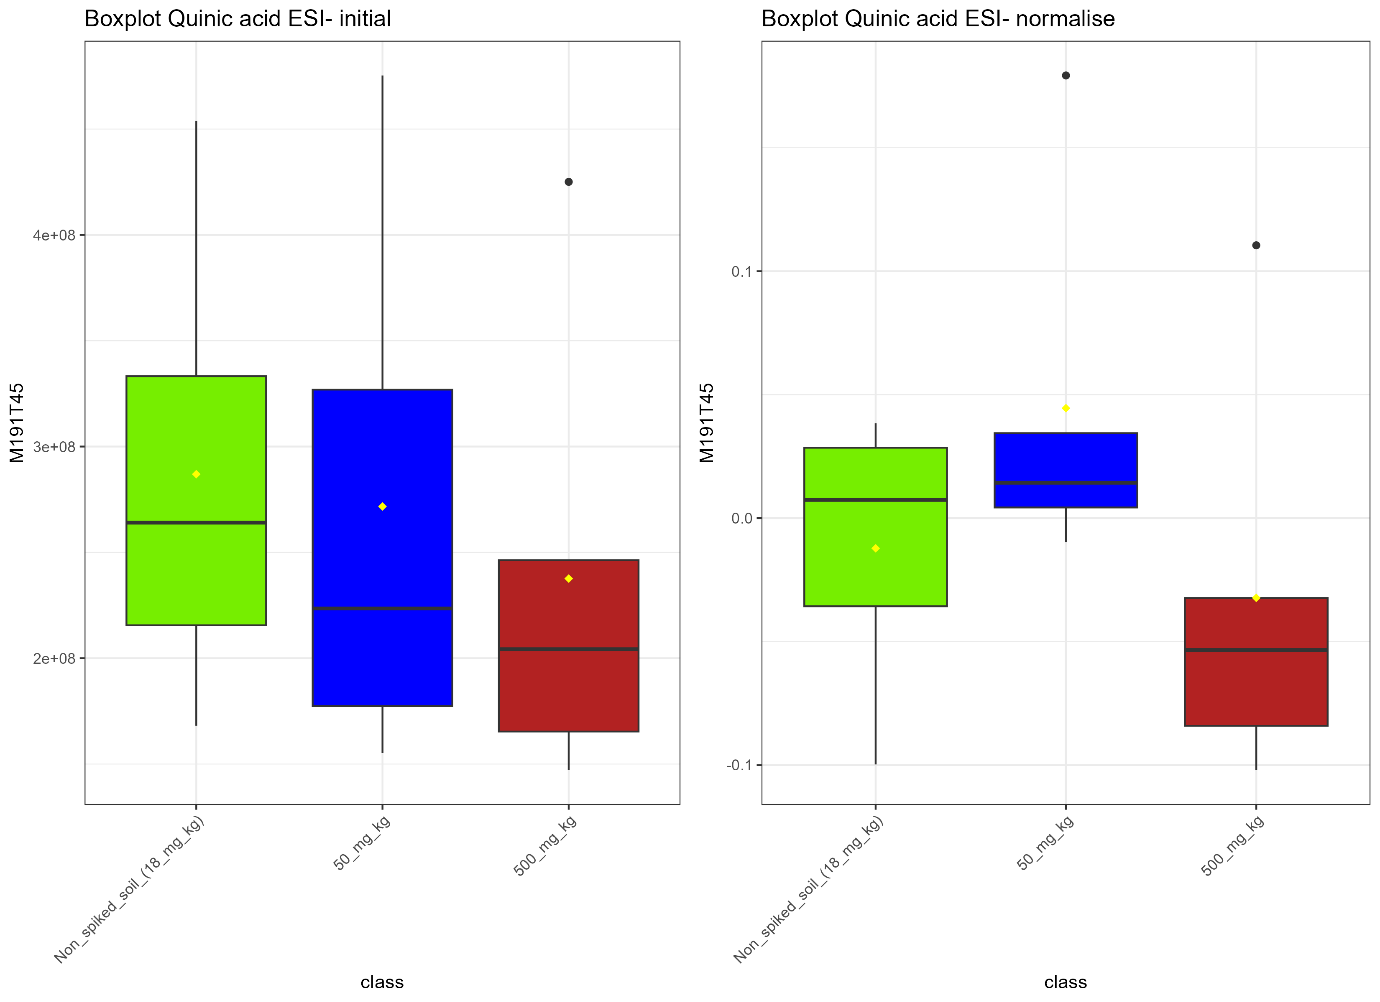 Boxplot Quinic acid ESI- initial
M191T45
4e+08
3e+08
2e+08
Non_spiked_soil_(18_mg_kg)
50_mg_kg
500_mg_kg
class
Boxplot Quinic acid ESI- normalise
M191T45
0.1
0.0
-0.1
Non_spiked_soil_(18_mg_kg)
50_mg_kg
500_mg_kg
class